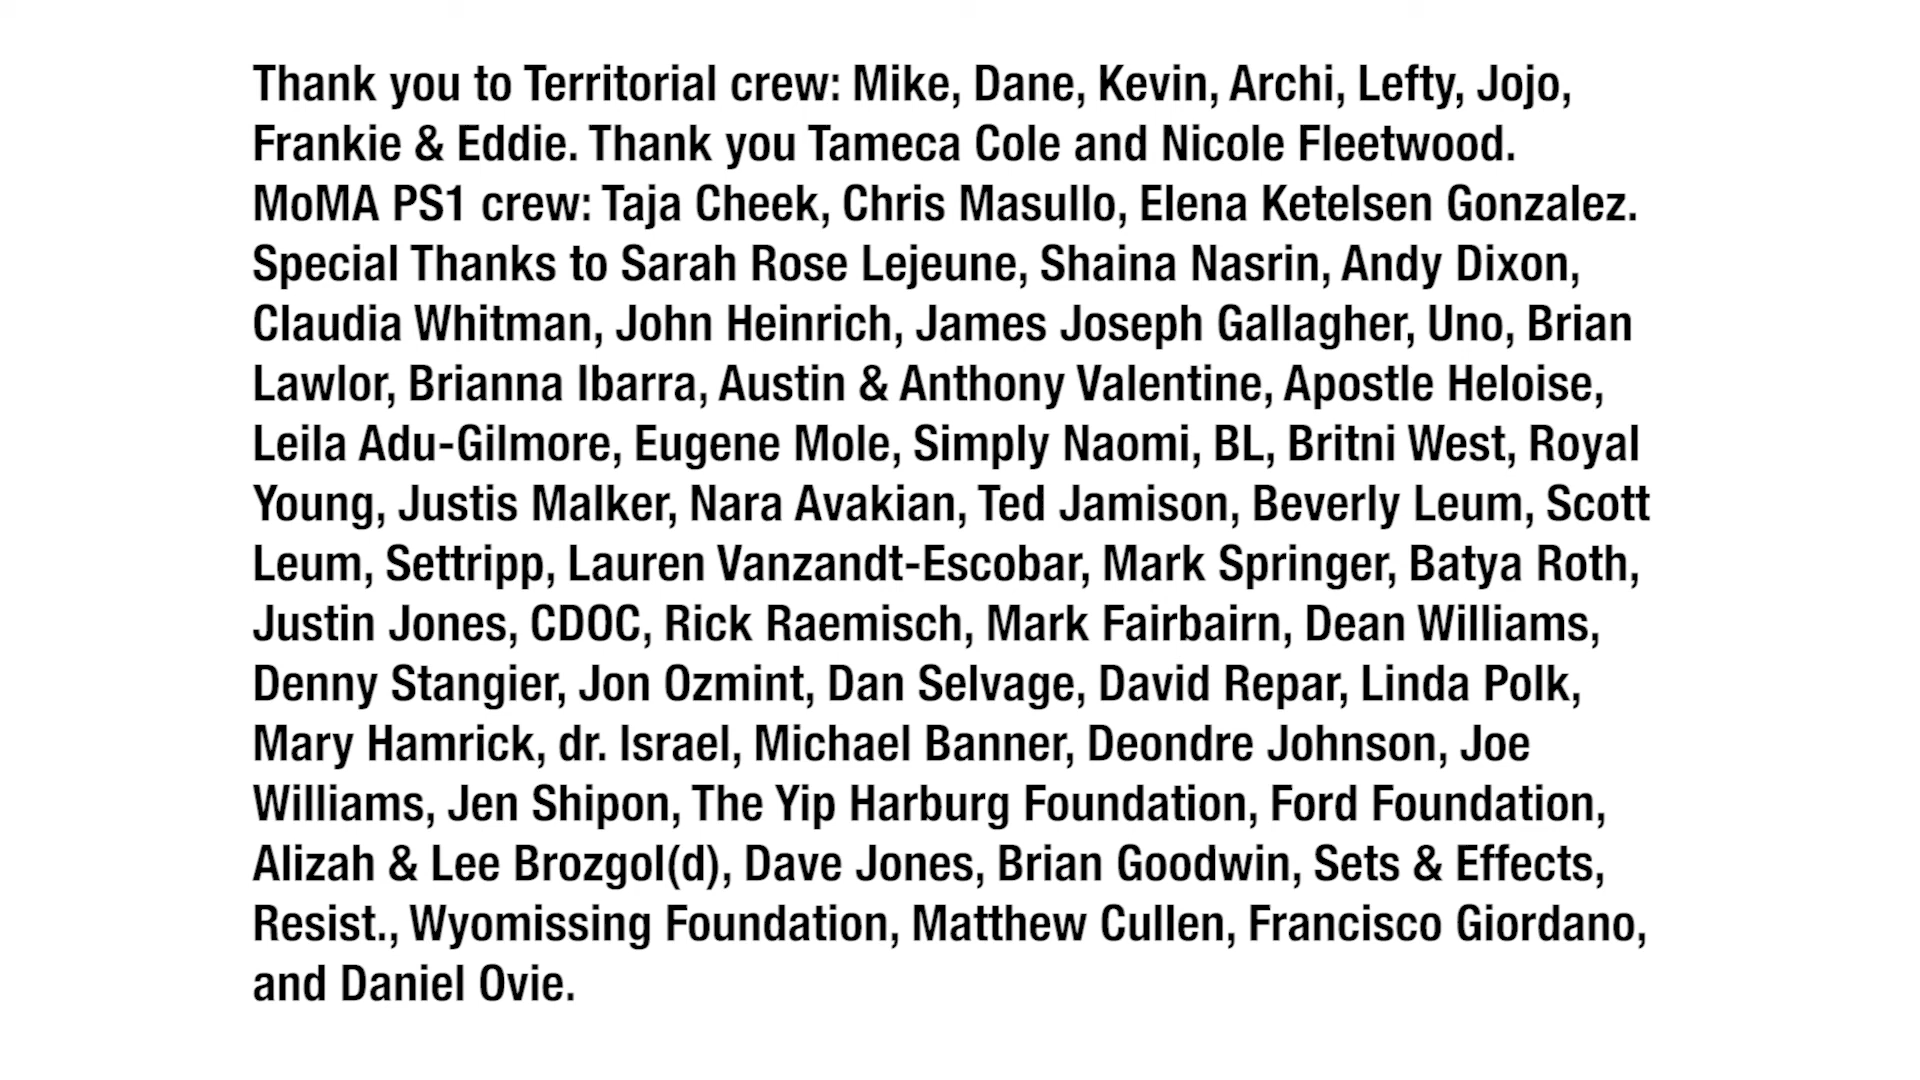 Thank you to Territorial crew: Mike, Dane, Kevin, Archi, Lefty, Jojo,
Frankie & Eddie. Thank you Tameca Cole and Nicole Fleetwood.
MoMA PS1 crew: Taja Cheek, Chris Masullo, Elena Ketelsen Gonzalez.
Special Thanks to Sarah Rose Lejeune, Shaina Nasrin, Andy Dixon,
Claudia Whitman, John Heinrich, James Joseph Gallagher, Uno, Brian
Lawlor, Brianna Ibarra, Austin & Anthony Valentine, Apostle Heloise,
Leila Adu-Gilmore, Eugene Mole, Simply Naomi, BL, Britni West, Royal
Young, Justis Malker, Nara Avakian, Ted Jamison, Beverly Leum, Scott
Leum, Settripp, Lauren Vanzandt-Escobar, Mark Springer, Batya Roth,
Justin Jones, CDOC, Rick Raemisch, Mark Fairbairn, Dean Williams,
Denny Stangier, Jon Ozmint, Dan Selvage, David Repar, Linda Polk,
Mary Hamrick, dr. Israel, Michael Banner, Deondre Johnson, Joe
Williams, Jen Shipon, The Yip Harburg Foundation, Ford Foundation,
Alizah & Lee Brozgol(d), Dave Jones, Brian Goodwin, Sets & Effects,
Resist., Wyomissing Foundation, Matthew Cullen, Francisco Giordano,
and Daniel Ovie.